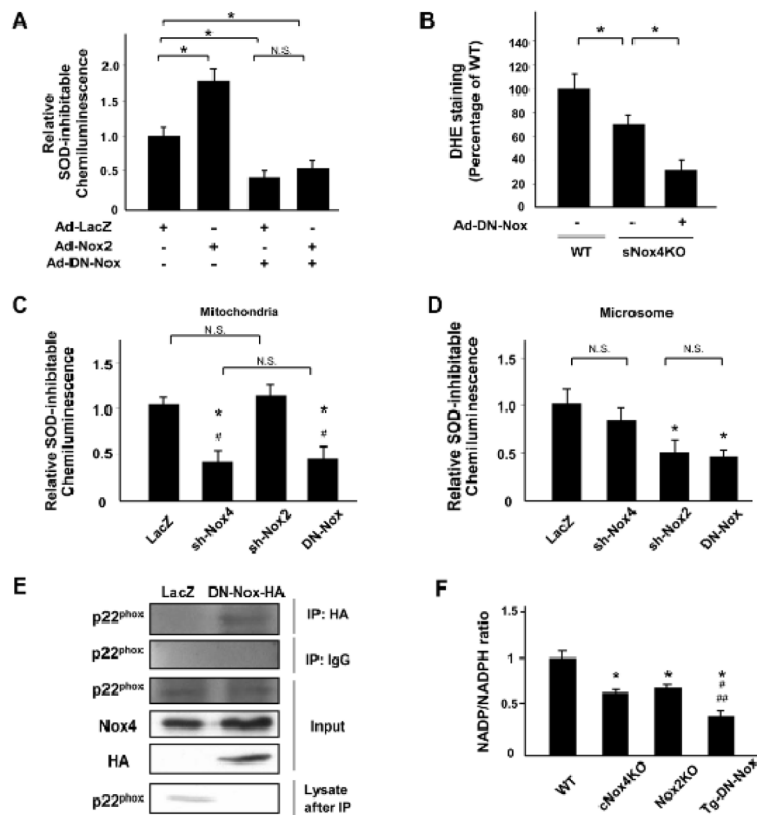 A
Relative
SOD-inhibitable
Chemiluminescence
2.0
1.5
1.0
0.5
0
*
*
*
*
N.S.
Ad-LacZ + - + -
Ad-Nox2 - + - +
Ad-DN-Nox - - + +
B
DHE staining
(Percentage of WT)
140
120
100
80
60
40
20
0
* *
Ad-DN-Nox - - +
WT sNox4KO
C
Mitochondria
Relative SOD-inhibitable
Chemiluminescence
1.5
1.0
0.5
0
N.S.
N.S.
* *
# #
LacZ sh-Nox4 sh-Nox2 DN-Nox
D
Microsome
Relative SOD-inhibitable
Chemiluminescence
1.5
1.0
0.5
0
N.S. N.S.
* *
LacZ sh-Nox4 sh-Nox2 DN-Nox
E
LacZ DN-Nox-HA
p22phox IP: HA
p22phox IP: IgG
p22phox
Nox4 Input
HA
p22phox Lysate
after IP
F
NADP/NADPH ratio
1.5
1
0.5
0
* * *
#
##
WT cNox4KO Nox2KO Tg-DN-Nox